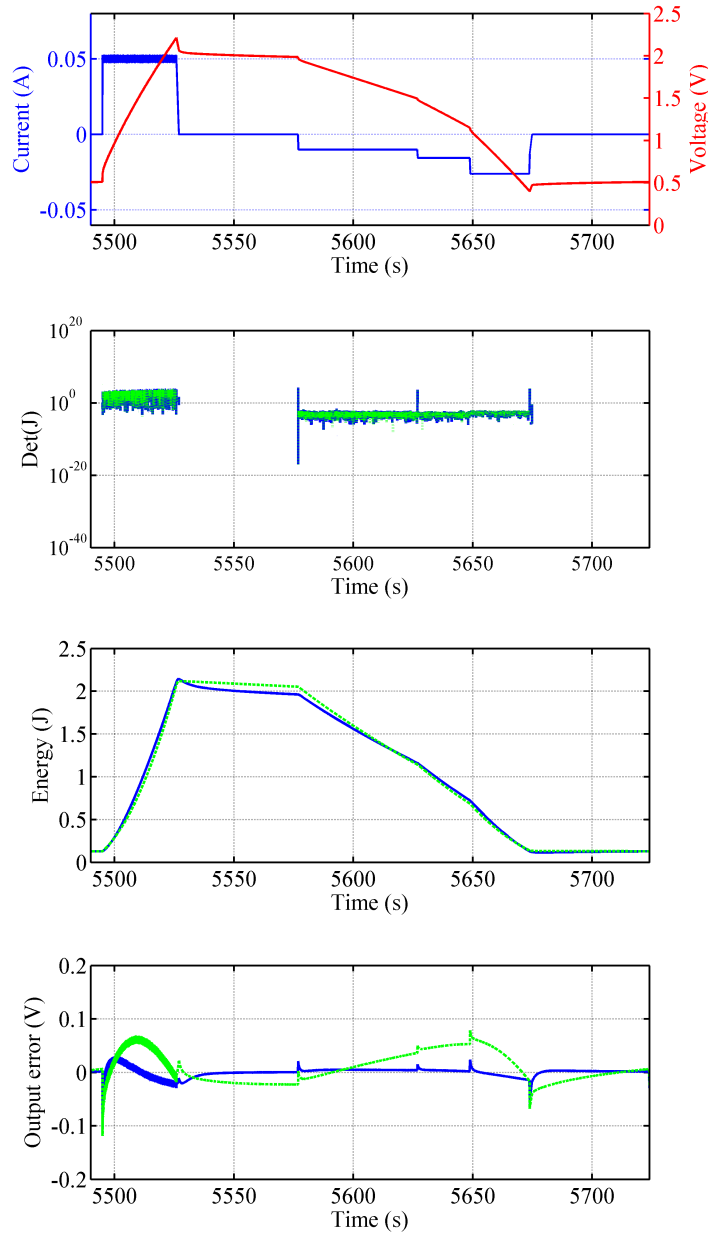 2.5
0.05
2
Current (A)
1.5
Voltage (V)
0
1
0.5
-0.05
0
5500 5550 5600 5650 5700
Time (s)
10^20
10^0
Det(J)
10^-20
10^-40
5500 5550 5600 5650 5700
Time (s)
2.5
2
Energy (J)
1.5
1
0.5
0
5500 5550 5600 5650 5700
Time (s)
0.2
0.1
Output error (V)
0
-0.1
-0.2
5500 5550 5600 5650 5700
Time (s)